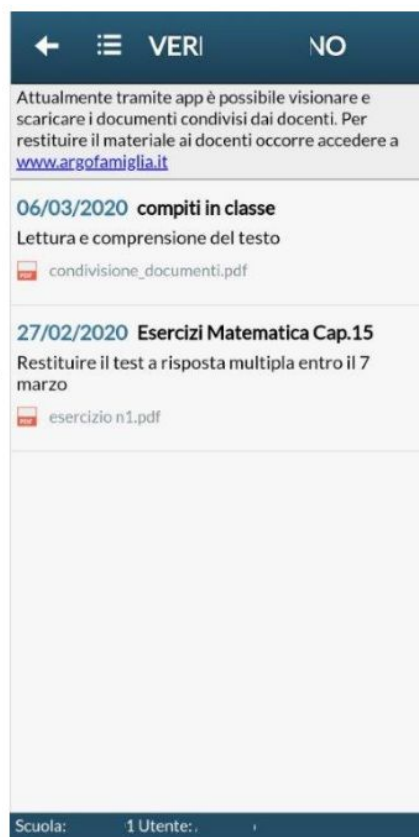 VERI NO
Attualmente tramite app è possibile visionare e
scaricare i documenti condivisi dai docenti. Per
restituire il materiale ai docenti occorre accedere a
www.argofamiglia.it
06/03/2020 compiti in classe
Lettura e comprensione del testo
PDF condivisione_documenti.pdf
27/02/2020 Esercizi Matematica Cap.15
Restituire il test a risposta multipla entro il 7
marzo
PDF esercizio n1.pdf
Scuola: 1 Utente: